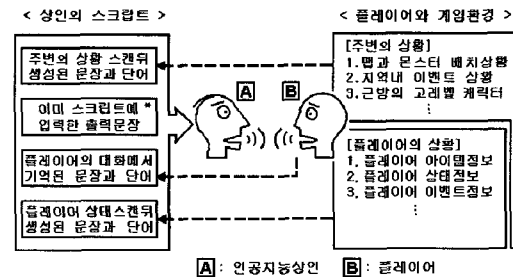 < 상인의 스크립트 >
주변의 상황 스캔뒤
생성된 문장과 단어
이미 스크립트에 *
입력한 출력문장
플레이어의 대화에서
기억된 문장과 단어
플레이어 상태스캔뒤
생성된 문장과 단어
A
B
< 플레이어와 게임환경 >
[주변의 상황]
1.맵과 몬스터 배치상황
2.지역내 이벤트 상황
3.근방의 고레벨 케릭터
⋮
[플레이어의 상황]
1. 플레이어 아이템정보
2. 플레이어 상태정보
3. 플레이어 이벤트정보
⋮
A : 인공지능상인 B : 플레이어